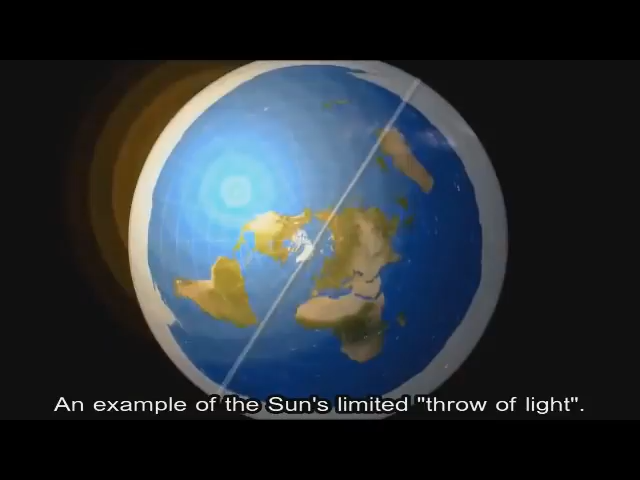 An example of the Sun's limited "throw of light".